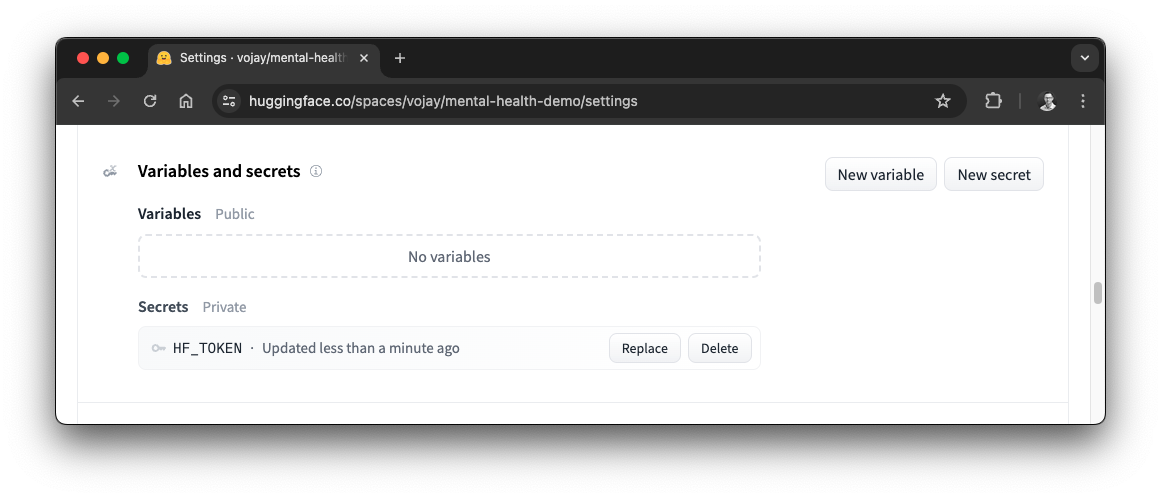 Settings · vojay/mental-healt
huggingface.co/spaces/vojay/mental-health-demo/settings
Variables and secrets
New variable
New secret
Variables Public
No variables
Secrets Private
HF_TOKEN · Updated less than a minute ago
Replace
Delete